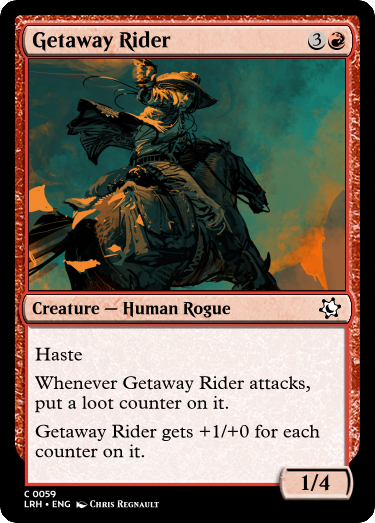 Getaway Rider 3
Creature — Human Rogue
Haste
Whenever Getaway Rider attacks,
put a loot counter on it.
Getaway Rider gets +1/+0 for each
counter on it.
1/4
C 0059
LRH • ENG Chris Regnault